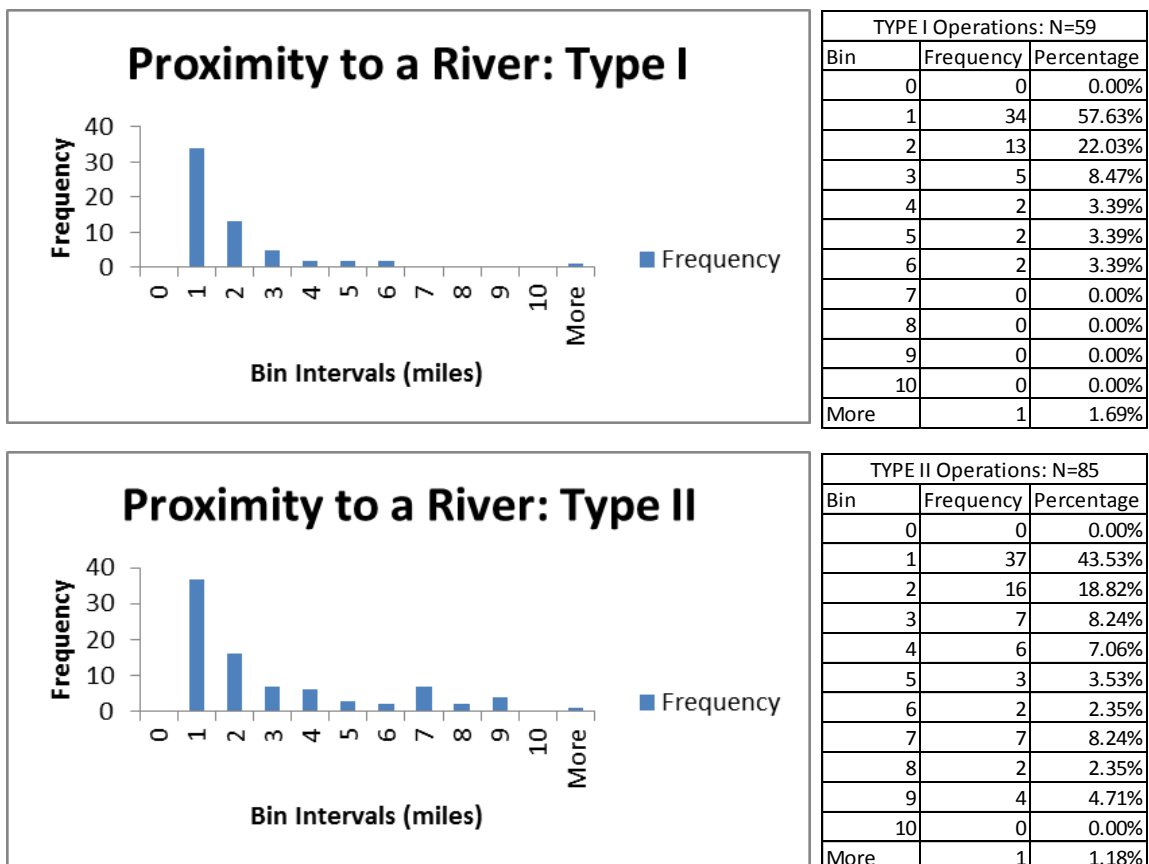 Proximity to a River: Type I
Frequency
40
30
20
10
0
0 1 2 3 4 5 6 7 8 9 10 More
Bin Intervals (miles)
Frequency
TYPE I Operations: N=59
Bin Frequency Percentage
0 0 0.00%
1 34 57.63%
2 13 22.03%
3 5 8.47%
4 2 3.39%
5 2 3.39%
6 2 3.39%
7 0 0.00%
8 0 0.00%
9 0 0.00%
10 0 0.00%
More 1 1.69%
Proximity to a River: Type II
Frequency
40
30
20
10
0
0 1 2 3 4 5 6 7 8 9 10 More
Bin Intervals (miles)
Frequency
TYPE II Operations: N=85
Bin Frequency Percentage
0 0 0.00%
1 37 43.53%
2 16 18.82%
3 7 8.24%
4 6 7.06%
5 3 3.53%
6 2 2.35%
7 7 8.24%
8 2 2.35%
9 4 4.71%
10 0 0.00%
More 1 1.18%